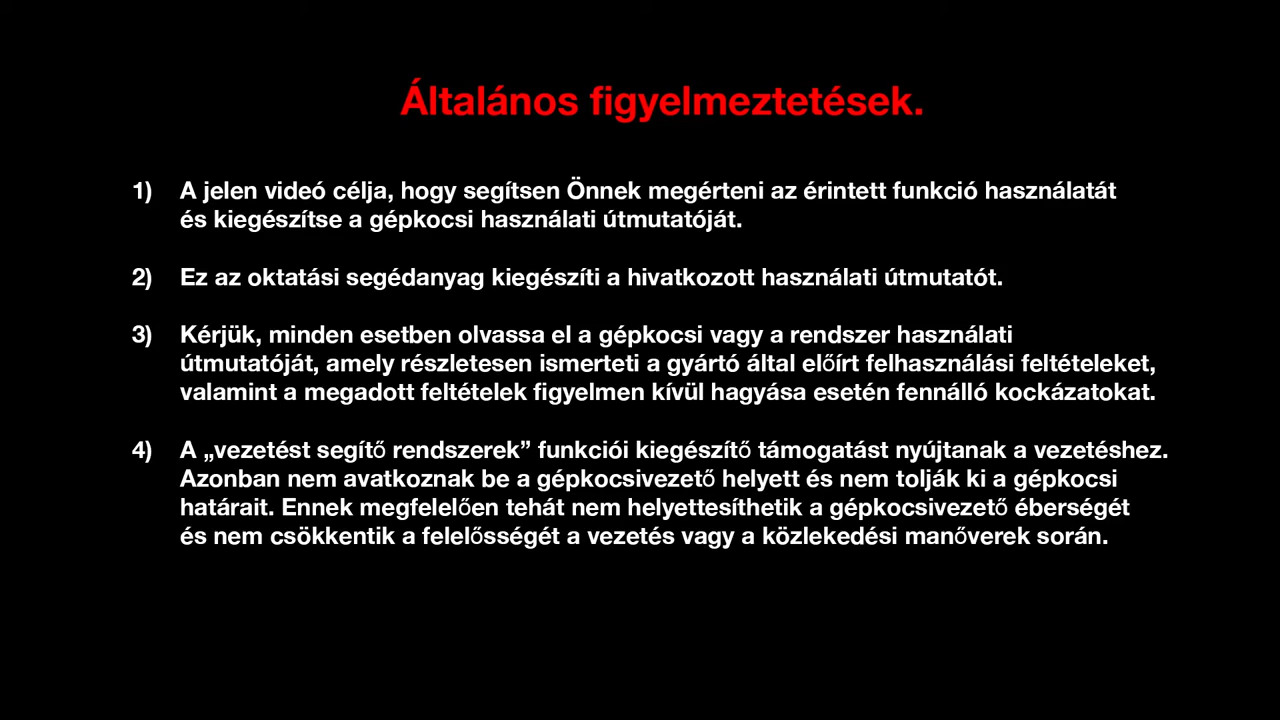 Általános figyelmeztetések.
1) A jelen videó célja, hogy segítsen Önnek megérteni az érintett funkció használatát
és kiegészítse a gépkocsi használati útmutatóját.
2) Ez az oktatási segédanyag kiegészíti a hivatkozott használati útmutatót.
3) Kérjük, minden esetben olvassa el a gépkocsi vagy a rendszer használati
útmutatóját, amely részletesen ismerteti a gyártó által előírt felhasználási feltételeket,
valamint a megadott feltételek figyelmen kívül hagyása esetén fennálló kockázatokat.
4) A „vezetést segítő rendszerek” funkciói kiegészítő támogatást nyújtanak a vezetéshez.
Azonban nem avatkoznak be a gépkocsivezető helyett és nem tolják ki a gépkocsi
határait. Ennek megfelelően tehát nem helyettesíthetik a gépkocsivezető éberségét
és nem csökkentik a felelősségét a vezetés vagy a közlekedési manőverek során.